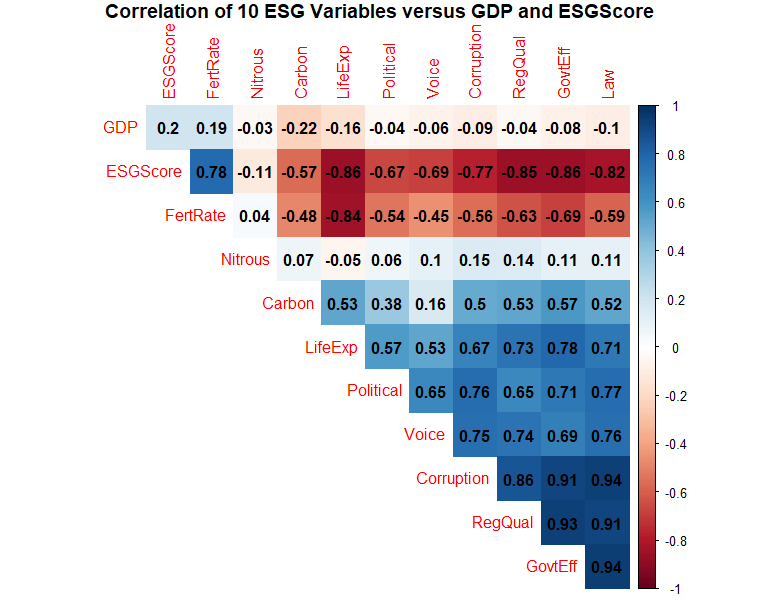 Correlation of 10 ESG Variables versus GDP and ESGScore
ESGScore FertRate Nitrous Carbon LifeExp Political Voice Corruption RegQual GovtEff Law
GDP 0.2 0.19 -0.03 -0.22 -0.16 -0.04 -0.06 -0.09 -0.04 -0.08 -0.1
ESGScore 0.78 -0.11 -0.57 -0.86 -0.67 -0.69 -0.77 -0.85 -0.86 -0.82
FertRate 0.04 -0.48 -0.84 -0.54 -0.45 -0.56 -0.63 -0.69 -0.59
Nitrous 0.07 -0.05 0.06 0.1 0.15 0.14 0.11 0.11
Carbon 0.53 0.38 0.16 0.5 0.53 0.57 0.52
LifeExp 0.57 0.53 0.67 0.73 0.78 0.71
Political 0.65 0.76 0.65 0.71 0.77
Voice 0.75 0.74 0.69 0.76
Corruption 0.86 0.91 0.94
RegQual 0.93 0.91
GovtEff 0.94
1
0.8
0.6
0.4
0.2
0
-0.2
-0.4
-0.6
-0.8
-1